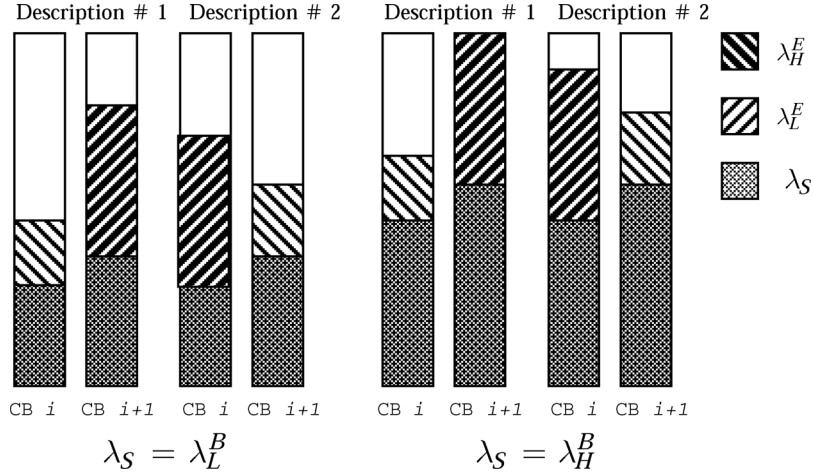 Description # 1 Description # 2 Description # 1 Description # 2
λ_H^E
λ_L^E
λ_S
CB i CB i+1 CB i CB i+1 CB i CB i+1 CB i CB i+1
λ_S = λ_L^B λ_S = λ_H^B